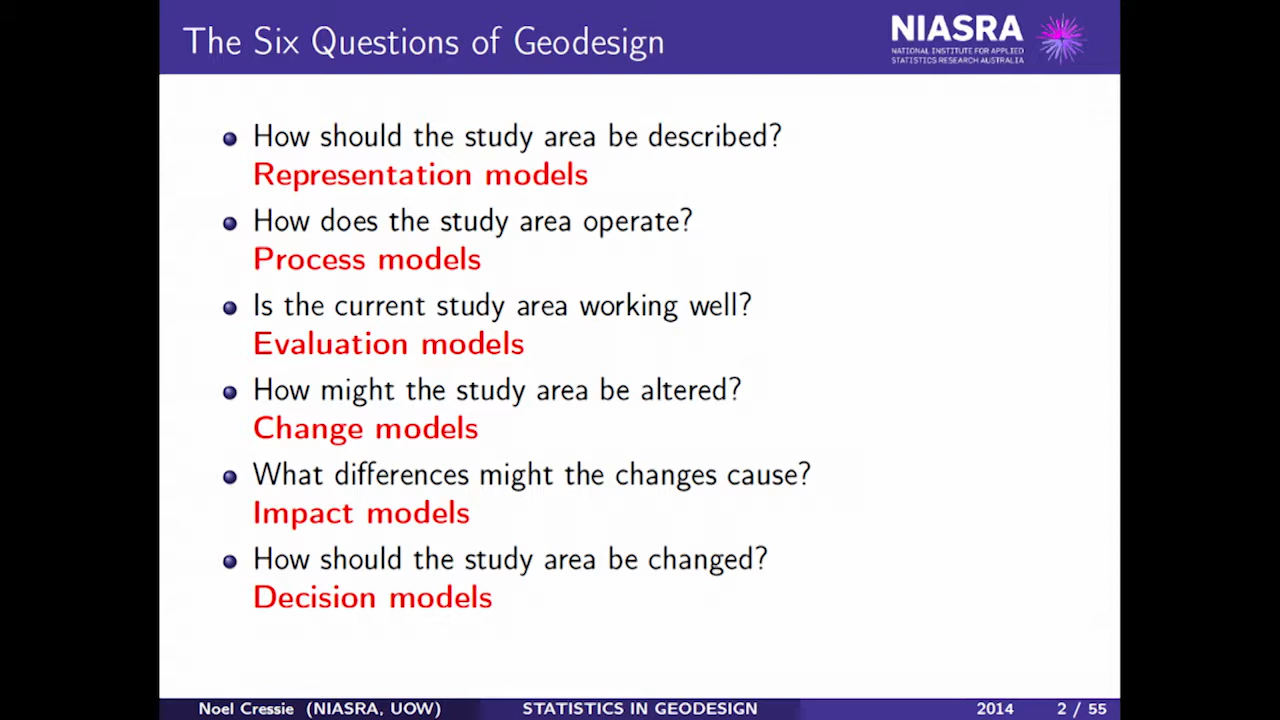 The Six Questions of Geodesign
NIASRA
NATIONAL INSTITUTE FOR APPLIED
STATISTICS RESEARCH AUSTRALIA
How should the study area be described?
Representation models
How does the study area operate?
Process models
Is the current study area working well?
Evaluation models
How might the study area be altered?
Change models
What differences might the changes cause?
Impact models
How should the study area be changed?
Decision models
Noel Cressie (NIASRA, UOW) STATISTICS IN GEODESIGN 2014 2 / 55